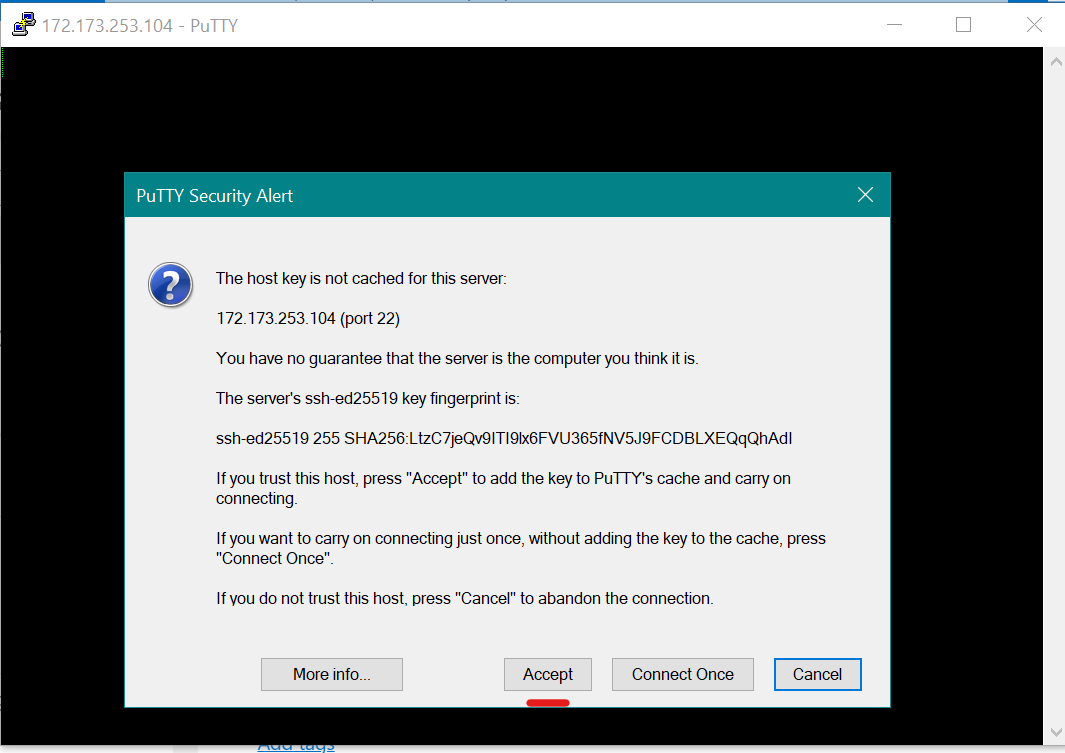 172.173.253.104 - PuTTY
PuTTY Security Alert
The host key is not cached for this server:
172.173.253.104 (port 22)
You have no guarantee that the server is the computer you think it is.
The server's ssh-ed25519 key fingerprint is:
ssh-ed25519 255 SHA256:LtzC7jeQv9ITI9lx6FVU365fNV5J9FCDBLXEQqQhAdI
If you trust this host, press "Accept" to add the key to PuTTY's cache and carry on
connecting.
If you want to carry on connecting just once, without adding the key to the cache, press
"Connect Once".
If you do not trust this host, press "Cancel" to abandon the connection.
More info...
Accept
Connect Once
Cancel
Add tags